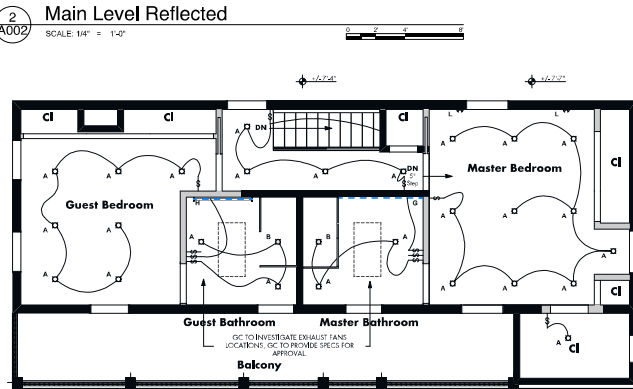 2
A002
Main Level Reflected
SCALE: 1/4" = 1'-0"
0 2' 4' 8'
+/-7'-4"
+/-7'-7"
Cl
Cl
DN
S
Cl
L
L
A
A
A
A
A
A
A
A
A
A
DN
5"
Step
Master Bedroom
Cl
S
S
H
G
S
Guest Bedroom
A
A
A
B
B
A
A
A
A
A
S
S
S
S
S
S
A
A
A
A
A
A
A
Cl
Guest Bathroom
Master Bathroom
S
GC TO INVESTIGATE EXHAUST FANS
LOCATIONS, GC TO PROVIDE SPECS FOR
APPROVAL
A
Cl
Balcony